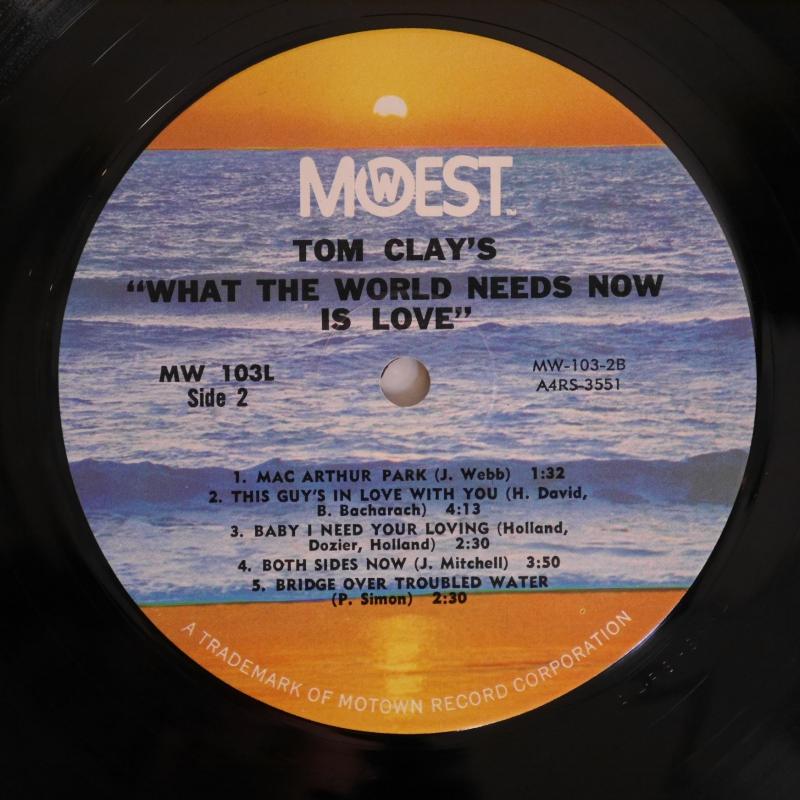 MOWEST™
TOM CLAY'S
"WHAT THE WORLD NEEDS NOW
IS LOVE"
MW 103L
Side 2
MW-103-2B
A4RS-3551
1. MAC ARTHUR PARK (J. Webb) 1:32
2. THIS GUY'S IN LOVE WITH YOU (H. David,
B. Bacharach) 4:13
3. BABY I NEED YOUR LOVING (Holland,
Dozier, Holland) 2:30
4. BOTH SIDES NOW (J. Mitchell) 3:50
5. BRIDGE OVER TROUBLED WATER
(P. Simon) 2:30
A TRADEMARK OF MOTOWN RECORD CORPORATION